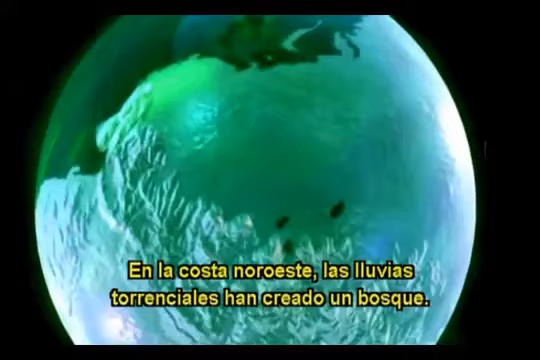 En la costa noroeste, las lluvias
torrenciales han creado un bosque.